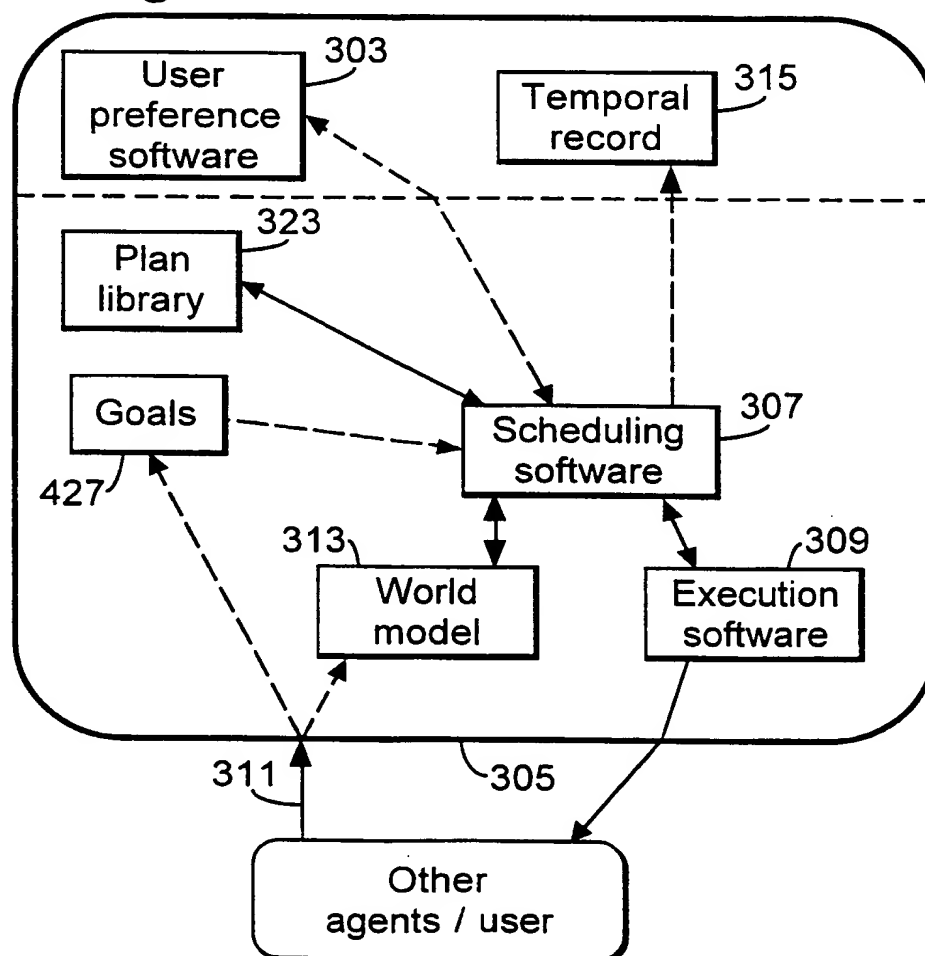 303
User
preference
software
Temporal
record
315
323
Plan
library
Goals
427
Scheduling
software
307
313
World
model
309
Execution
software
311
305
Other
agents / user